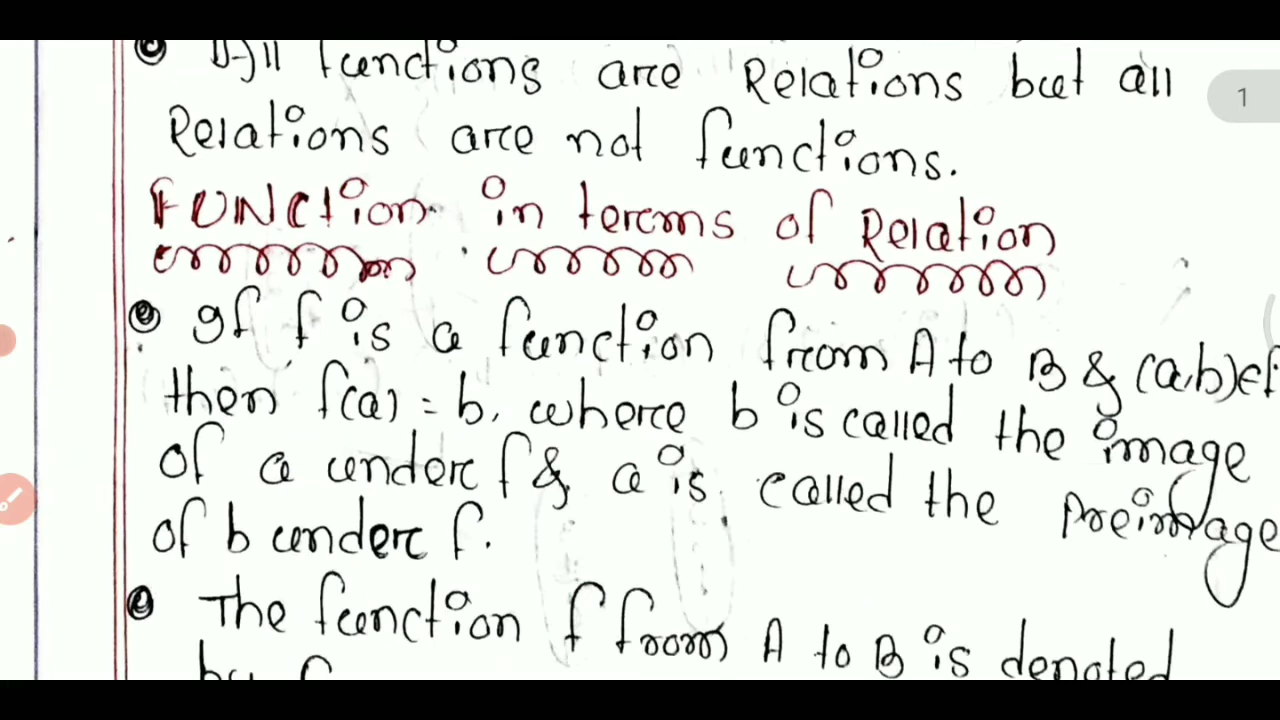 All functions are Relations but all
1
Relations are not functions.
FUNCtion in terms of Relation
If f is a function from A to B & (a,b)∈f
then f(a) = b, where b is called the image
of a under f & a is called the preimage
of b under f.
The function f from A to B is denoted
by f